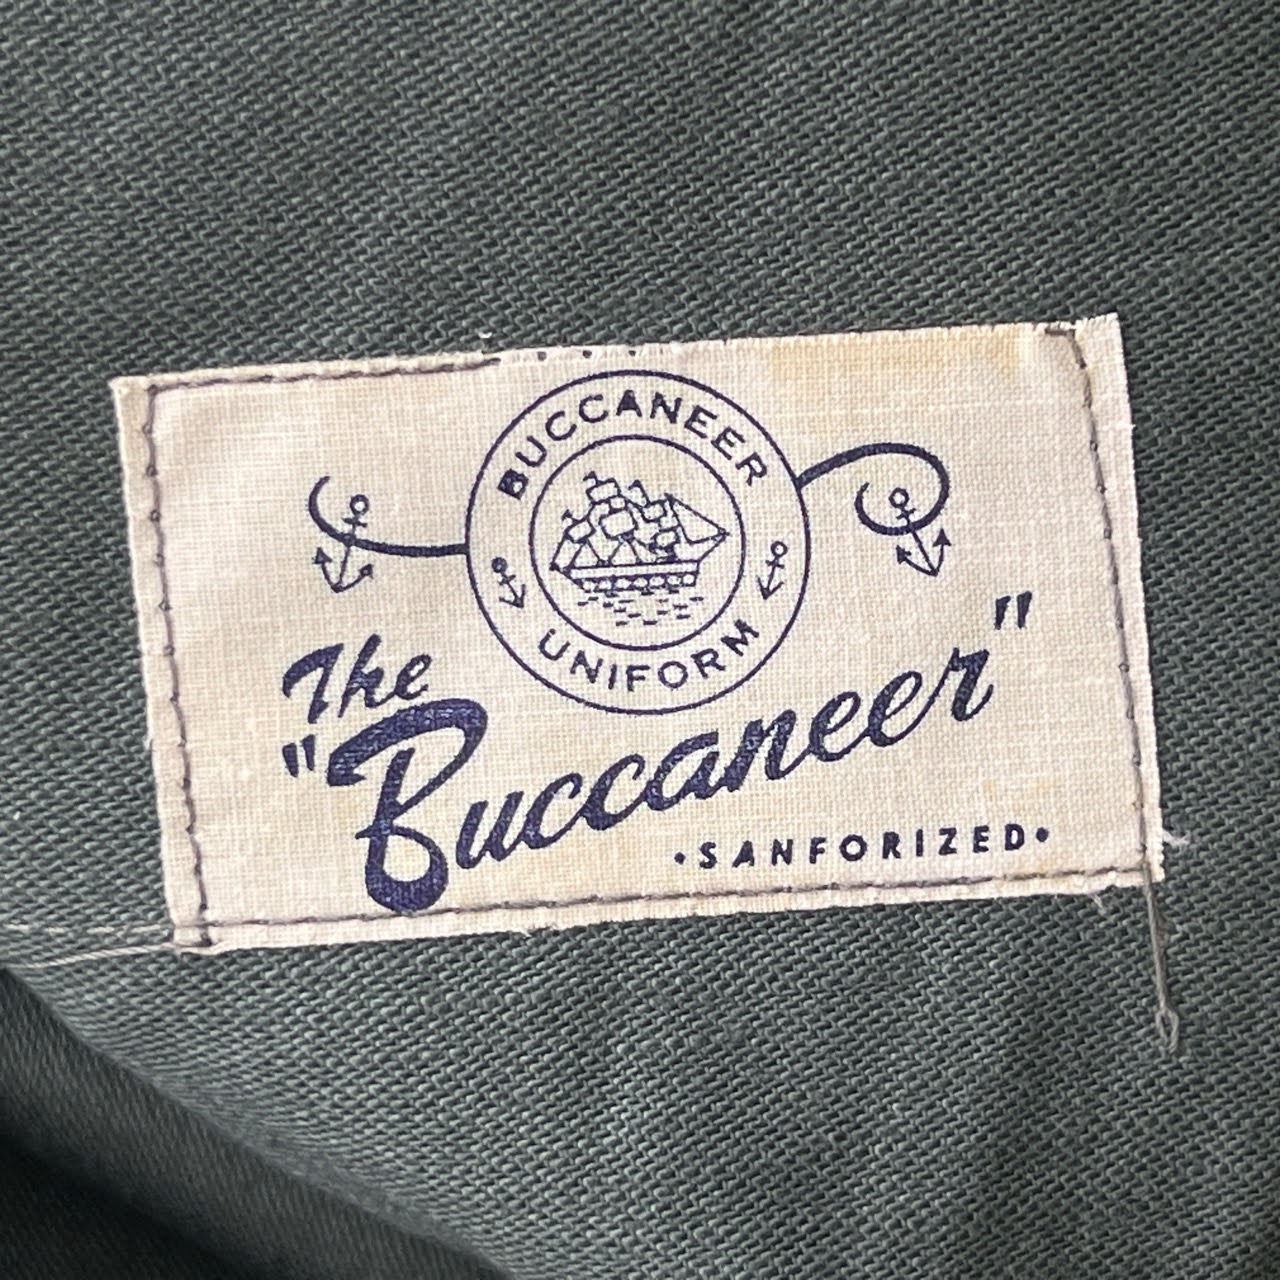 BUCCANEER
UNIFORM
The
"Buccaneer"
•SANFORIZED•